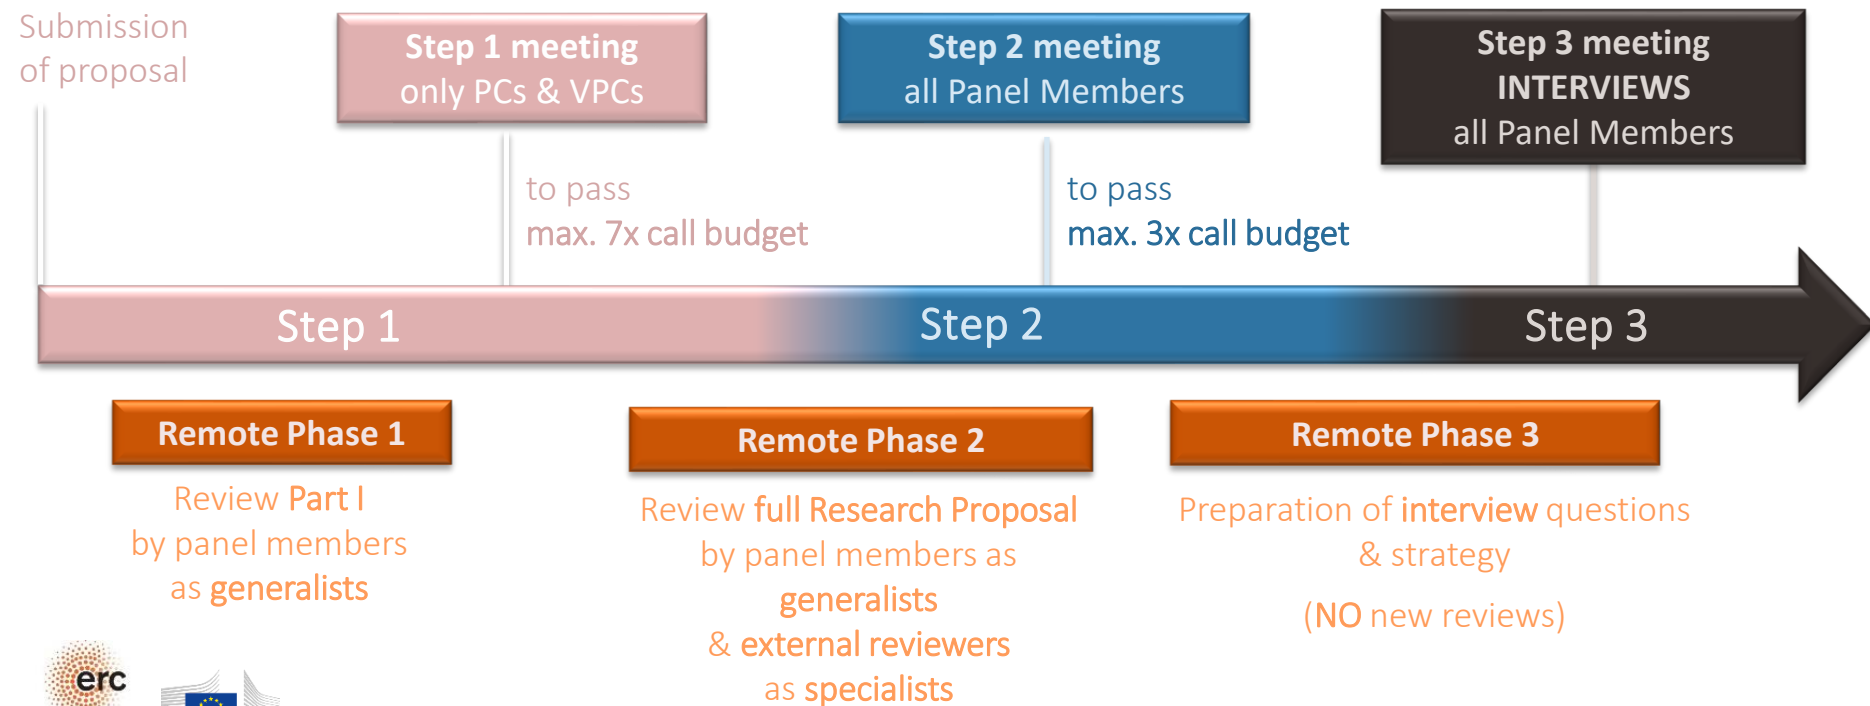 Submission
of proposal
Step 1 meeting
only PCs & VPCs
Step 2 meeting
all Panel Members
Step 3 meeting
INTERVIEWS
all Panel Members
to pass
max. 7x call budget
to pass
max. 3x call budget
Step 1
Step 2
Step 3
Remote Phase 1
Review Part I
by panel members
as generalists
Remote Phase 2
Review full Research Proposal
by panel members as
generalists
& external reviewers
as specialists
Remote Phase 3
Preparation of interview questions
& strategy
(NO new reviews)
erc